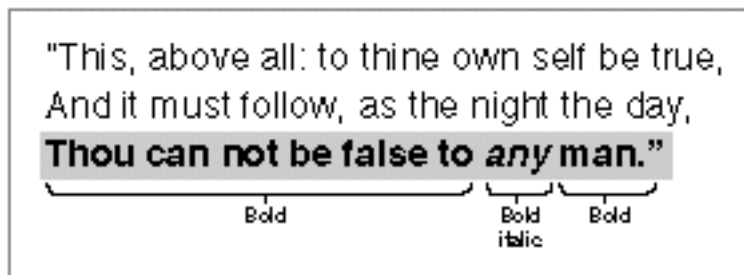 "This, above all: to thine own self be true,
And it must follow, as the night the day,
Thou can not be false to any man.”
Bold Bold Bold
italic